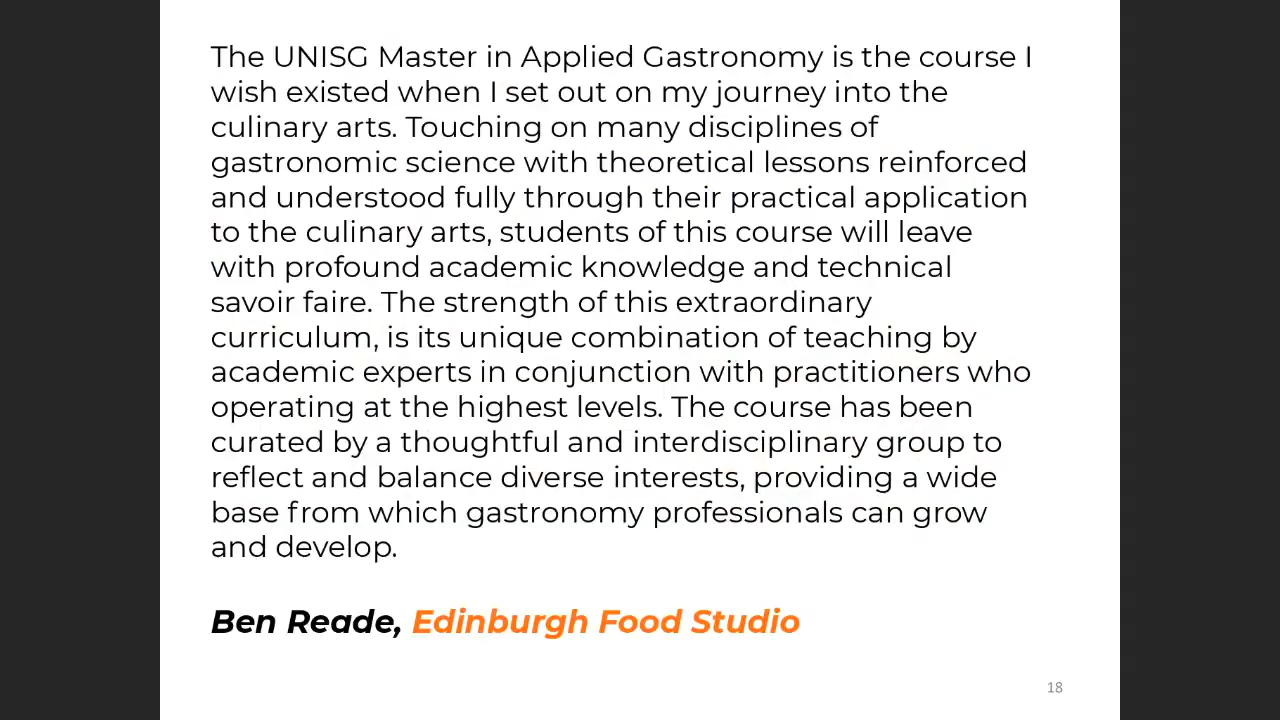 The UNISG Master in Applied Gastronomy is the course I
wish existed when I set out on my journey into the
culinary arts. Touching on many disciplines of
gastronomic science with theoretical lessons reinforced
and understood fully through their practical application
to the culinary arts, students of this course will leave
with profound academic knowledge and technical
savoir faire. The strength of this extraordinary
curriculum, is its unique combination of teaching by
academic experts in conjunction with practitioners who
operating at the highest levels. The course has been
curated by a thoughtful and interdisciplinary group to
reflect and balance diverse interests, providing a wide
base from which gastronomy professionals can grow
and develop.
Ben Reade, Edinburgh Food Studio
18